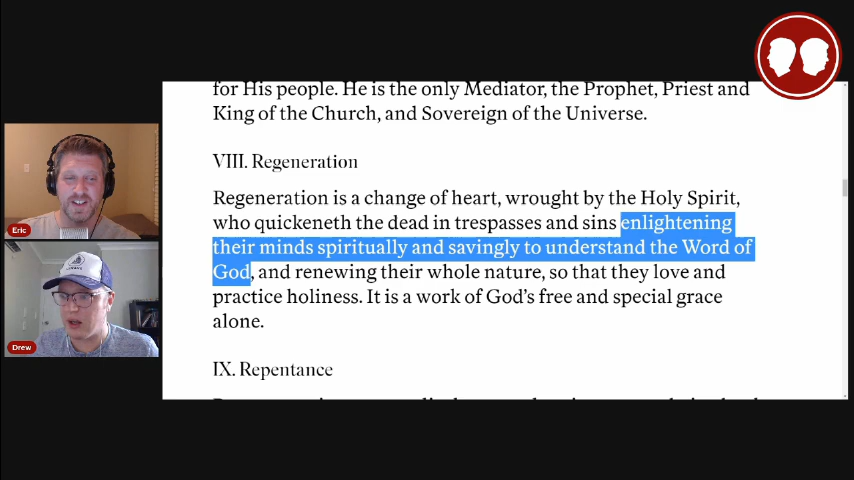 for His people. He is the only Mediator, the Prophet, Priest and
King of the Church, and Sovereign of the Universe.
VIII. Regeneration
Regeneration is a change of heart, wrought by the Holy Spirit,
who quickeneth the dead in trespasses and sins enlightening
their minds spiritually and savingly to understand the Word of
God, and renewing their whole nature, so that they love and
practice holiness. It is a work of God's free and special grace
alone.
IX. Repentance
Eric
Drew